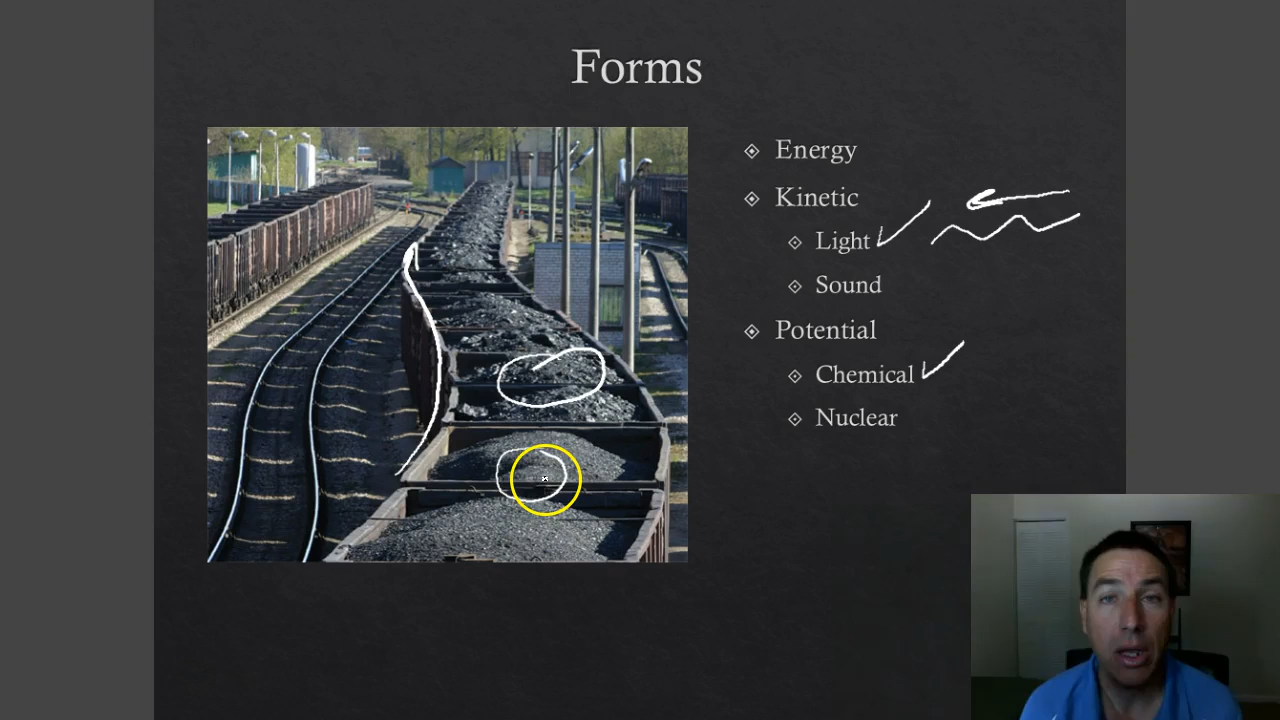 Forms
Energy
Kinetic
Light
Sound
Potential
Chemical
Nuclear